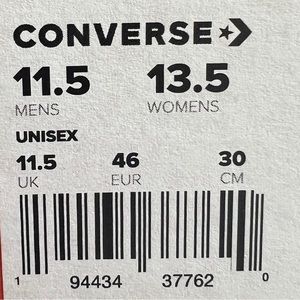 CONVERSE
11.5 13.5
MENS WOMENS
UNISEX
11.5 46 30
UK EUR CM
1 94434 37762 0